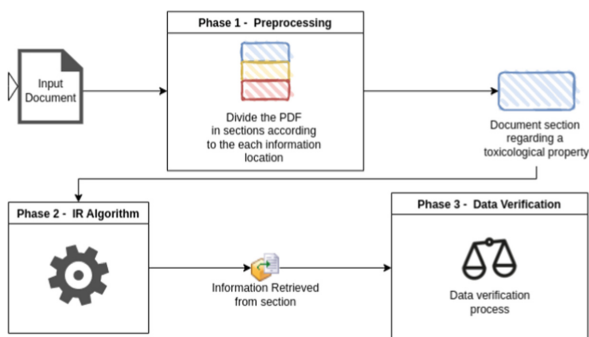 Phase 1 - Preprocessing
Input
Document
Divide the PDF
in sections according
to the each information
location
Document section
regarding a
toxicological property
Phase 2 - IR Algorithm
Information Retrieved
from section
Phase 3 - Data Verification
Data verification
process